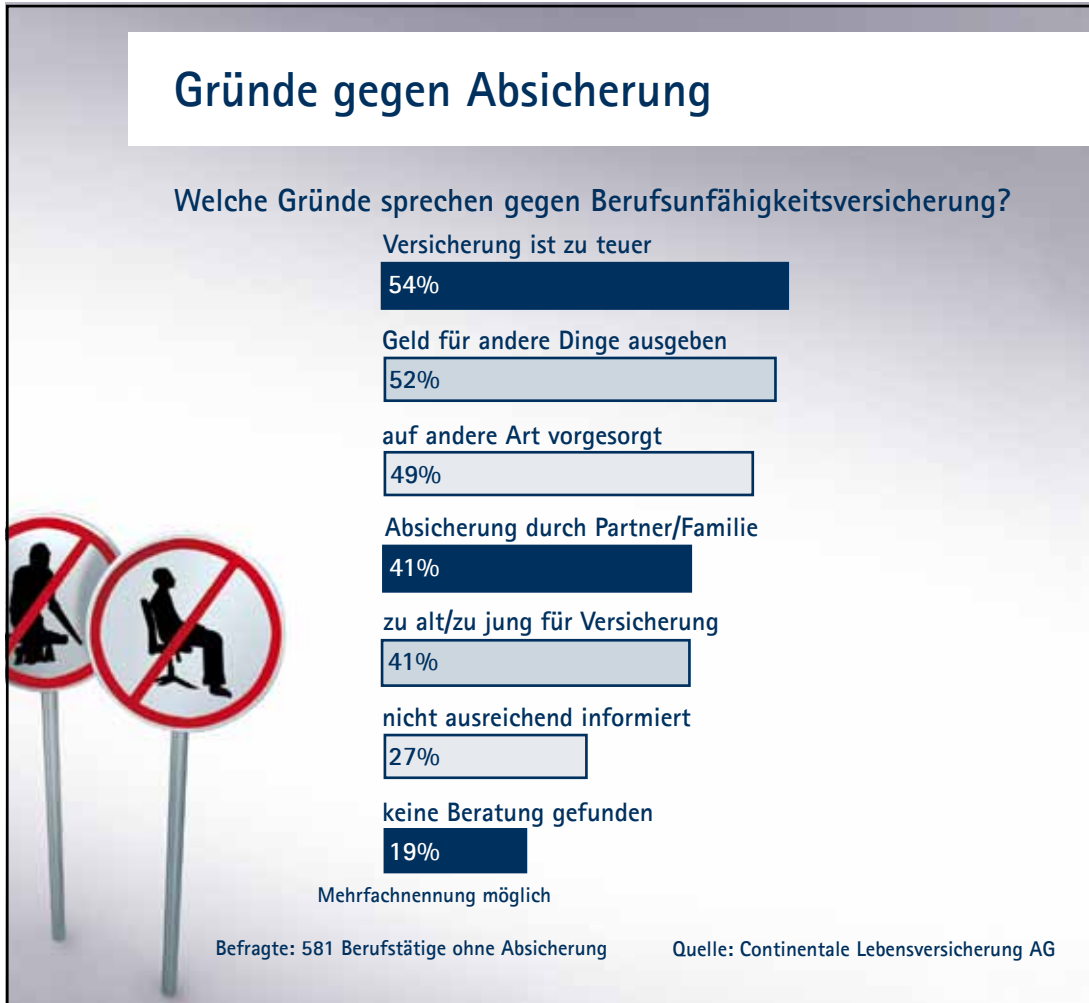 Gründe gegen Absicherung
Welche Gründe sprechen gegen Berufsunfähigkeitsversicherung?
Versicherung ist zu teuer
54%
Geld für andere Dinge ausgeben
52%
auf andere Art vorgesorgt
49%
Absicherung durch Partner/Familie
41%
zu alt/zu jung für Versicherung
41%
nicht ausreichend informiert
27%
keine Beratung gefunden
19%
Mehrfachnennung möglich
Befragte: 581 Berufstätige ohne Absicherung Quelle: Continentale Lebensversicherung AG